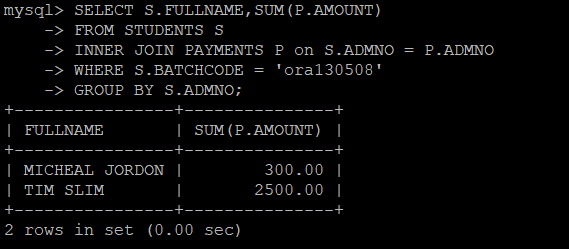 mysql> SELECT S.FULLNAME,SUM(P.AMOUNT)
    -> FROM STUDENTS S
    -> INNER JOIN PAYMENTS P on S.ADMNO = P.ADMNO
    -> WHERE S.BATCHCODE = 'ora130508'
    -> GROUP BY S.ADMNO;
+----------------+---------------+
| FULLNAME       | SUM(P.AMOUNT) |
+----------------+---------------+
| MICHEAL JORDON |        300.00 |
| TIM SLIM       |       2500.00 |
+----------------+---------------+
2 rows in set (0.00 sec)